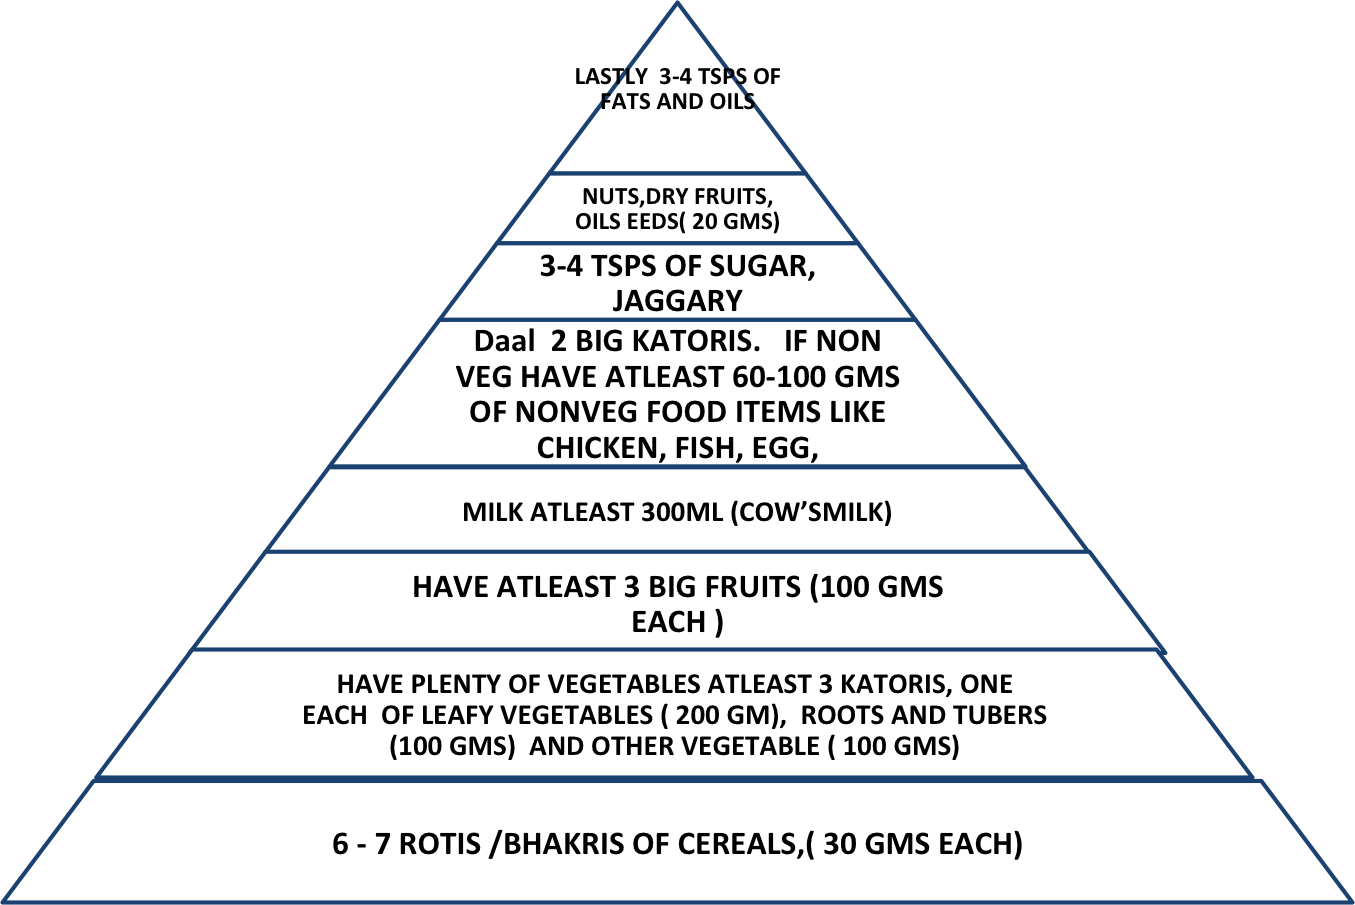 LASTLY 3-4 TSPS OF
FATS AND OILS
NUTS,DRY FRUITS,
OILS EEDS( 20 GMS)
3-4 TSPS OF SUGAR,
JAGGARY
Daal 2 BIG KATORIS. IF NON
VEG HAVE ATLEAST 60-100 GMS
OF NONVEG FOOD ITEMS LIKE
CHICKEN, FISH, EGG,
MILK ATLEAST 300ML (COW’SMILK)
HAVE ATLEAST 3 BIG FRUITS (100 GMS
EACH )
HAVE PLENTY OF VEGETABLES ATLEAST 3 KATORIS, ONE
EACH OF LEAFY VEGETABLES ( 200 GM), ROOTS AND TUBERS
(100 GMS) AND OTHER VEGETABLE ( 100 GMS)
6 - 7 ROTIS /BHAKRIS OF CEREALS,( 30 GMS EACH)